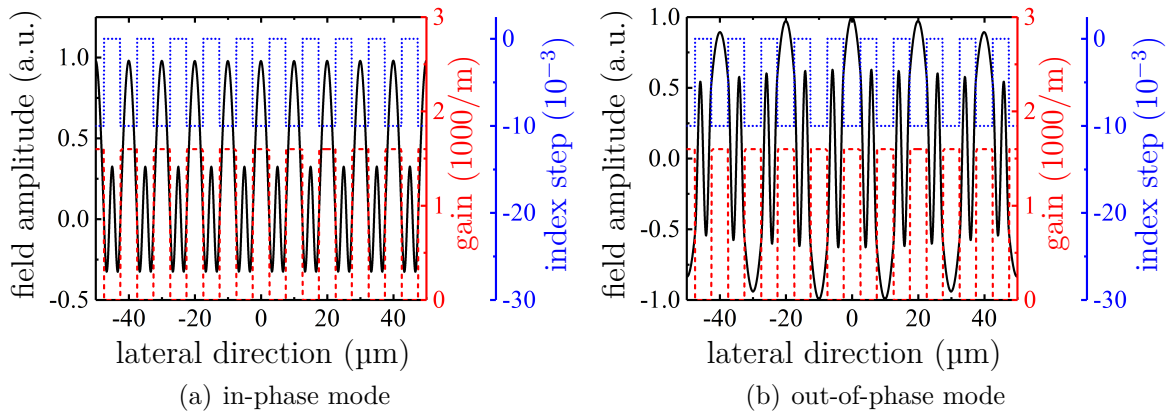 field amplitude (a.u.)
1.0
0.5
0.0
-0.5
-40 -20 0 20 40
lateral direction (µm)
3
2
1
0
gain (1000/m)
0
-10
-20
-30
index step (10⁻³)
(a) in-phase mode
field amplitude (a.u.)
1.0
0.5
0.0
-0.5
-1.0
-40 -20 0 20 40
lateral direction (µm)
3
2
1
0
gain (1000/m)
0
-10
-20
-30
index step (10⁻³)
(b) out-of-phase mode